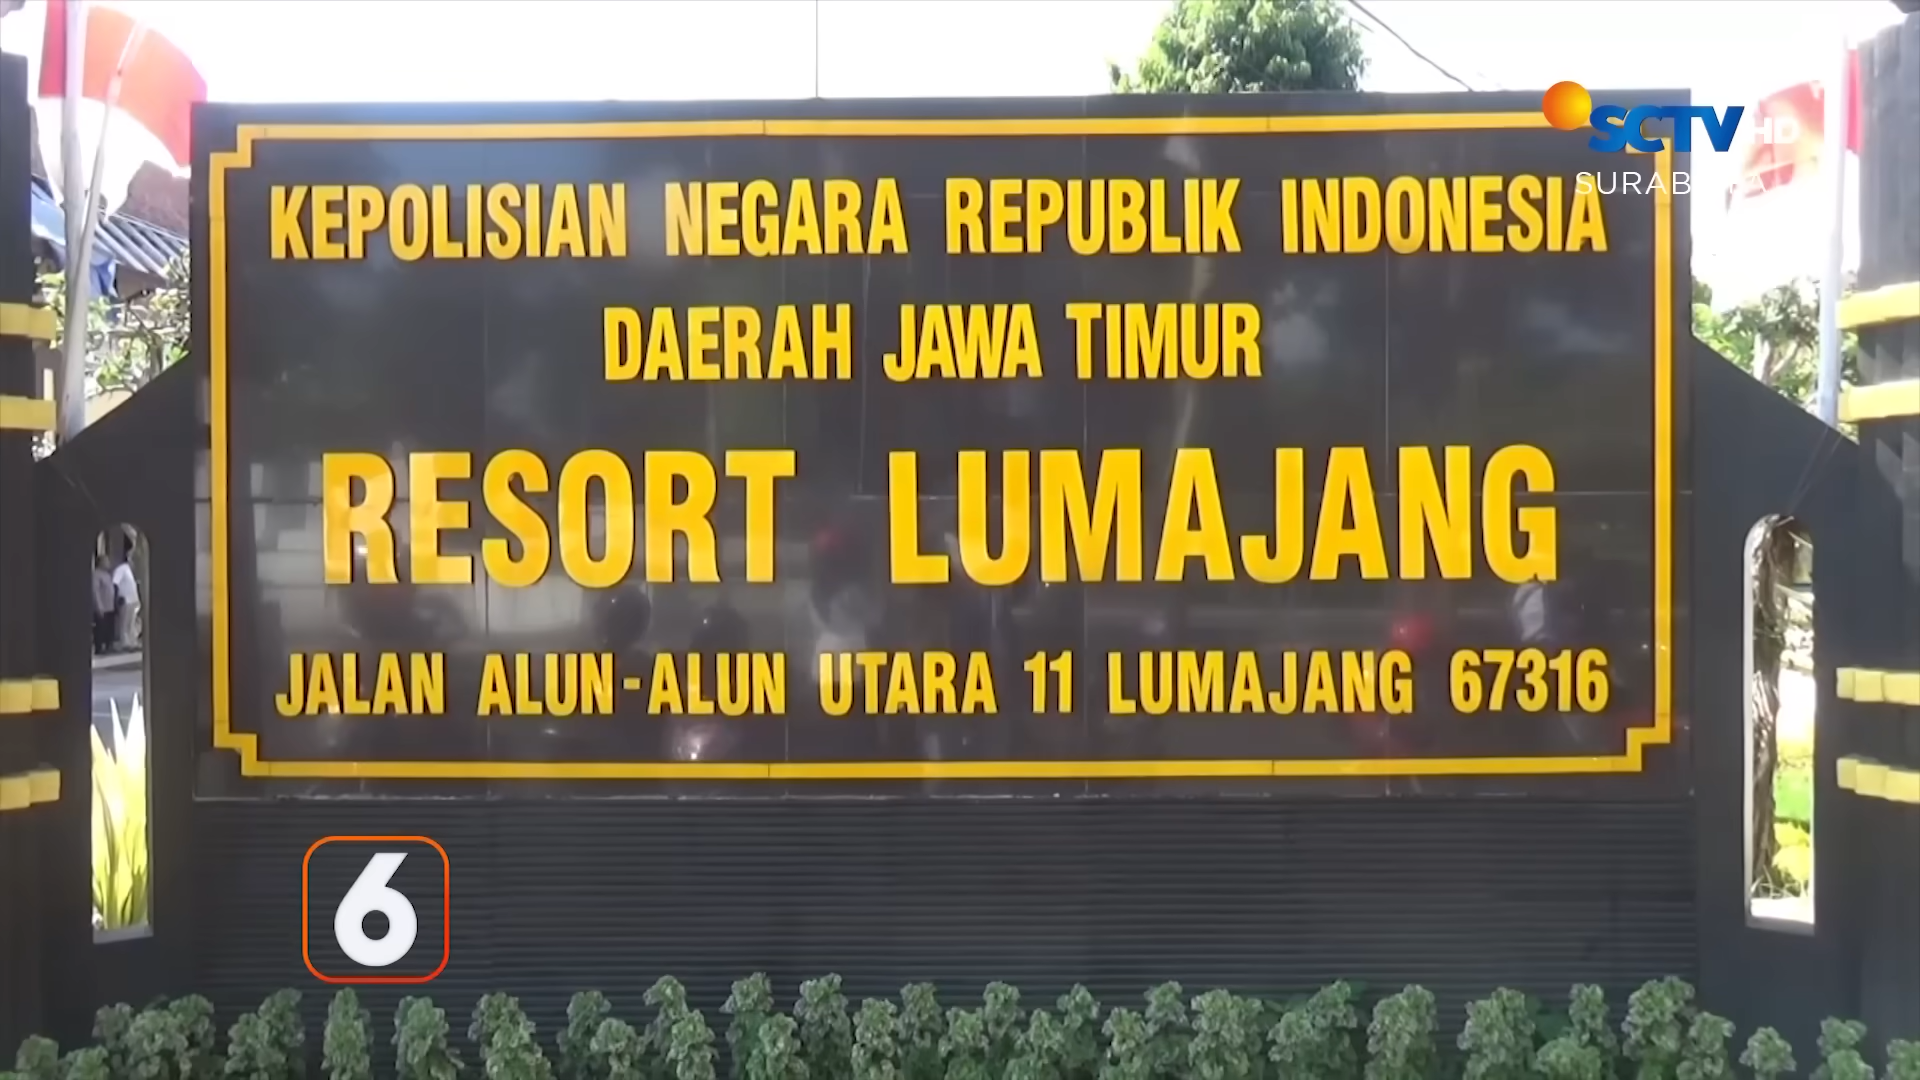 SCTV HD
SURABAYA
KEPOLISIAN NEGARA REPUBLIK INDONESIA
DAERAH JAWA TIMUR
RESORT LUMAJANG
JALAN ALUN-ALUN UTARA 11 LUMAJANG 67316
6